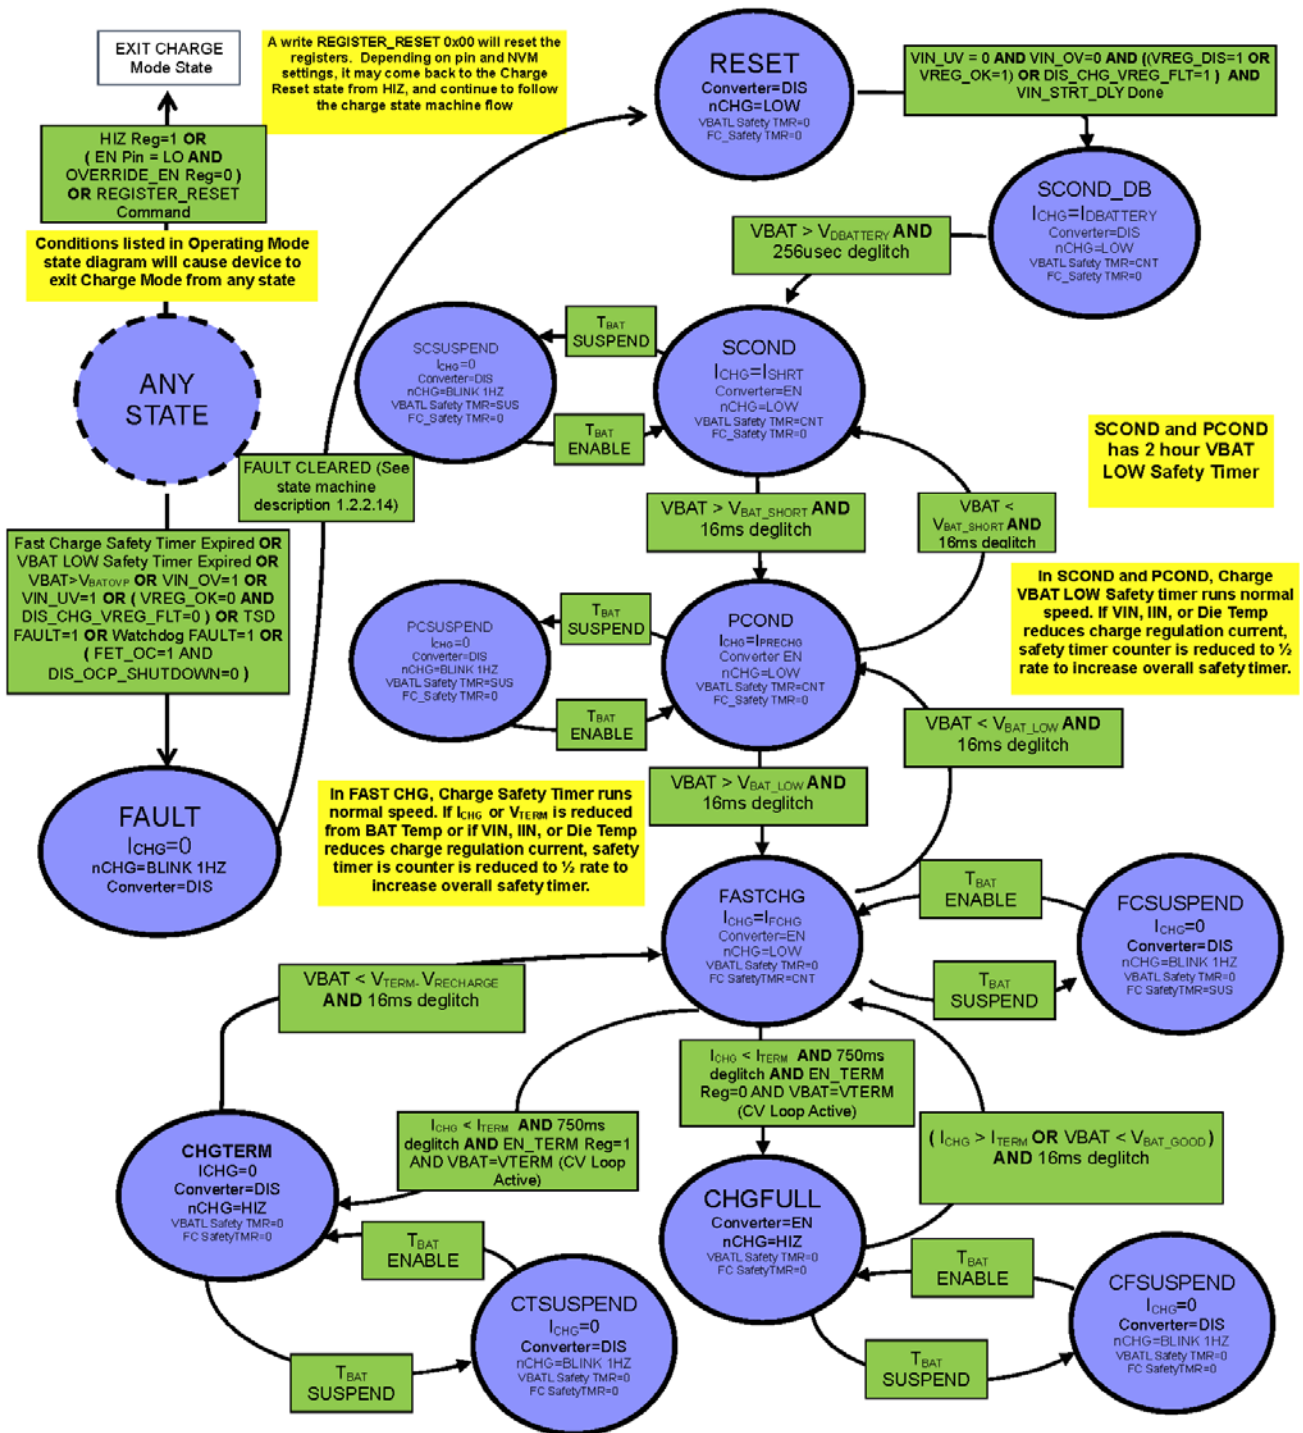 EXIT CHARGE
Mode State
A write REGISTER_RESET 0x00 will reset the
registers. Depending on pin and NVM
settings, it may come back to the Charge
Reset state from HIZ, and continue to follow
the charge state machine flow
RESET
Converter=DIS
nCHG=LOW
VBATL Safety TMR=0
FC_Safety TMR=0
VIN_UV = 0 AND VIN_OV=0 AND ((VREG_DIS=1 OR
VREG_OK=1) OR DIS_CHG_VREG_FLT=1 ) AND
VIN_STRT_DLY Done
HIZ Reg=1 OR
( EN Pin = LO AND
OVERRIDE_EN Reg=0 )
OR REGISTER_RESET
Command
SCOND_DB
ICHG=IDBATTERY
Converter=DIS
nCHG=LOW
VBATL Safety TMR=CNT
FC_Safety TMR=0
Conditions listed in Operating Mode
state diagram will cause device to
exit Charge Mode from any state
VBAT > VDBATTERY AND
256usec deglitch
ANY
STATE
TBAT
SUSPEND
SCSUSPEND
ICHG=0
Converter=DIS
nCHG=BLINK 1HZ
VBATL Safety TMR=SUS
FC_Safety TMR=0
SCOND
ICHG=ISHRT
Converter=EN
nCHG=LOW
VBATL Safety TMR=CNT
FC_Safety TMR=0
TBAT
ENABLE
SCOND and PCOND
has 2 hour VBAT
LOW Safety Timer
FAULT CLEARED (See
state machine
description 1.2.2.14)
VBAT > VBAT_SHORT AND
16ms deglitch
VBAT <
VBAT_SHORT AND
16ms deglitch
Fast Charge Safety Timer Expired OR
VBAT LOW Safety Timer Expired OR
VBAT>VBATOVP OR VIN_OV=1 OR
VIN_UV=1 OR ( VREG_OK=0 AND
DIS_CHG_VREG_FLT=0 ) OR TSD
FAULT=1 OR Watchdog FAULT=1 OR
( FET_OC=1 AND
DIS_OCP_SHUTDOWN=0 )
In SCOND and PCOND, Charge
VBAT LOW Safety timer runs normal
speed. If VIN, IIN, or Die Temp
reduces charge regulation current,
safety timer counter is reduced to ½
rate to increase overall safety timer.
TBAT
SUSPEND
PCSUSPEND
ICHG=0
Converter=DIS
nCHG=BLINK 1HZ
VBATL Safety TMR=SUS
FC_Safety TMR=0
PCOND
ICHG=IPRECHG
Converter EN
nCHG=LOW
VBATL Safety TMR=CNT
FC_Safety TMR=0
TBAT
ENABLE
VBAT < VBAT_LOW AND
16ms deglitch
VBAT > VBAT_LOW AND
16ms deglitch
FAULT
ICHG=0
nCHG=BLINK 1HZ
Converter=DIS
In FAST CHG, Charge Safety Timer runs
normal speed. If ICHG or VTERM is reduced
from BAT Temp or if VIN, IIN, or Die Temp
reduces charge regulation current, safety
timer is counter is reduced to ½ rate to
increase overall safety timer.
FASTCHG
ICHG=IFCHG
Converter=EN
nCHG=LOW
VBATL Safety TMR=0
FC SafetyTMR=CNT
TBAT
ENABLE
FCSUSPEND
ICHG=0
Converter=DIS
nCHG=BLINK 1HZ
VBATL Safety TMR=0
FC SafetyTMR=SUS
TBAT
SUSPEND
VBAT < VTERM- VRECHARGE
AND 16ms deglitch
ICHG < ITERM AND 750ms
deglitch AND EN_TERM
Reg=0 AND VBAT=VTERM
(CV Loop Active)
ICHG < ITERM AND 750ms
deglitch AND EN_TERM Reg=1
AND VBAT=VTERM (CV Loop
Active)
( ICHG > ITERM OR VBAT < VBAT_GOOD )
AND 16ms deglitch
CHGTERM
ICHG=0
Converter=DIS
nCHG=HIZ
VBATL Safety TMR=0
FC SafetyTMR=0
CHGFULL
Converter=EN
nCHG=HIZ
VBATL Safety TMR=0
FC SafetyTMR=0
TBAT
ENABLE
TBAT
ENABLE
CTSUSPEND
ICHG=0
Converter=DIS
nCHG=BLINK 1HZ
VBATL Safety TMR=0
FC SafetyTMR=0
CFSUSPEND
ICHG=0
Converter=DIS
nCHG=BLINK 1HZ
VBATL Safety TMR=0
FC SafetyTMR=0
TBAT
SUSPEND
TBAT
SUSPEND